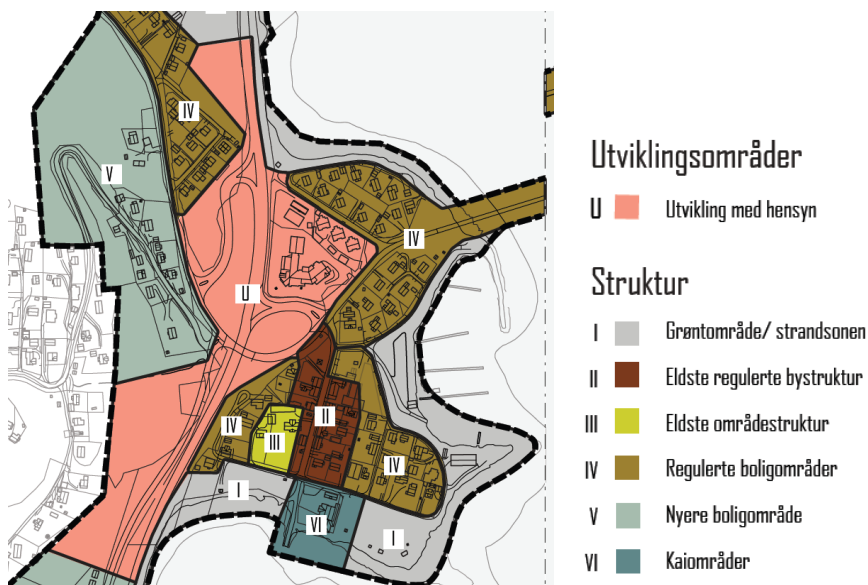 IV
V
IV
U
IV
III
II
IV
I
VI
I
Utviklingsområder
U Utvikling med hensyn
Struktur
I Grøntområde/ strandsonen
II Eldste regulerte bystruktur
III Eldste områdestruktur
IV Regulerte boligområder
V Nyere boligområde
VI Kaiområder